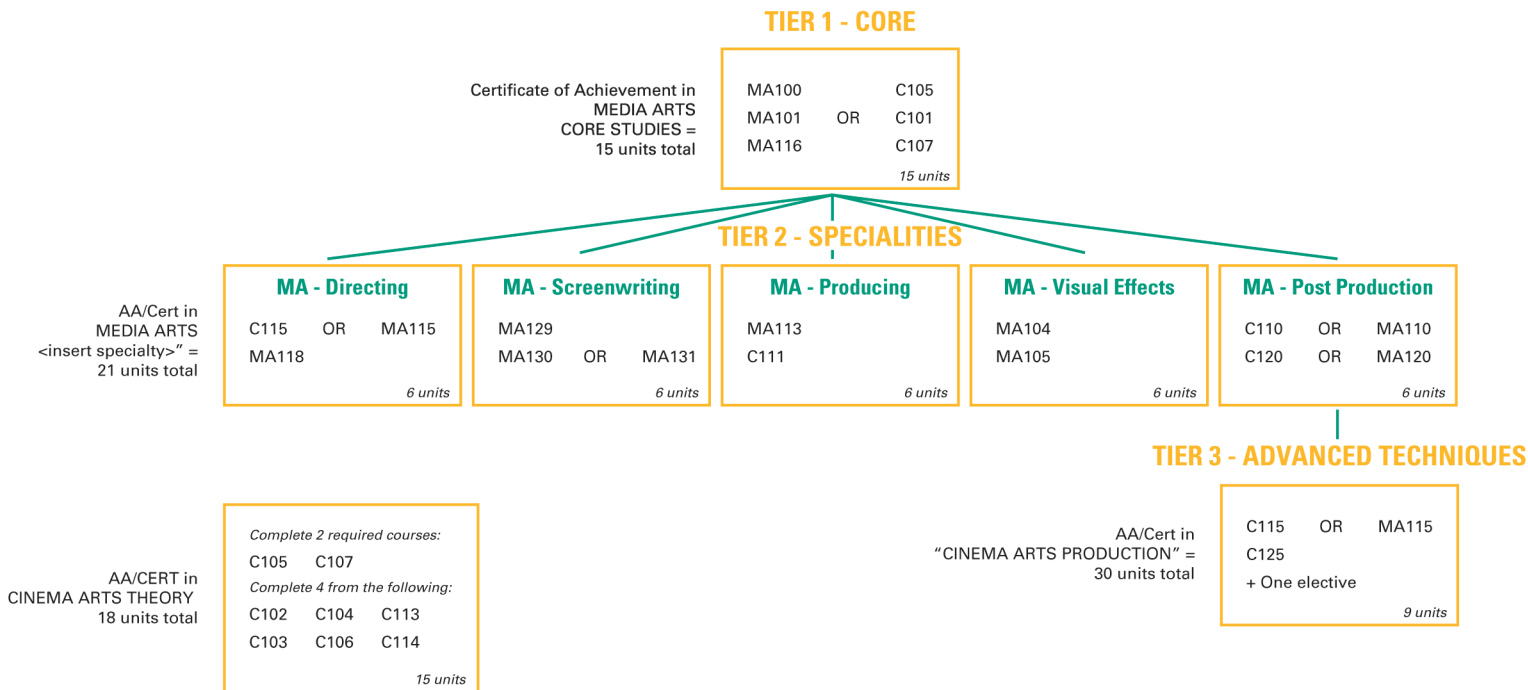 TIER 1 - CORE
Certificate of Achievement in
MEDIA ARTS
CORE STUDIES =
15 units total
MA100 C105
MA101 OR C101
MA116 C107
15 units
TIER 2 - SPECIALITIES
AA/Cert in
MEDIA ARTS
<insert specialty>” =
21 units total
MA - Directing
C115 OR MA115
MA118
6 units
MA - Screenwriting
MA129
MA130 OR MA131
6 units
MA - Producing
MA113
C111
6 units
MA - Visual Effects
MA104
MA105
6 units
MA - Post Production
C110 OR MA110
C120 OR MA120
6 units
TIER 3 - ADVANCED TECHNIQUES
AA/Cert in
“CINEMA ARTS PRODUCTION” =
30 units total
C115 OR MA115
C125
+ One elective
9 units
AA/CERT in
CINEMA ARTS THEORY
18 units total
Complete 2 required courses:
C105 C107
Complete 4 from the following:
C102 C104 C113
C103 C106 C114
15 units